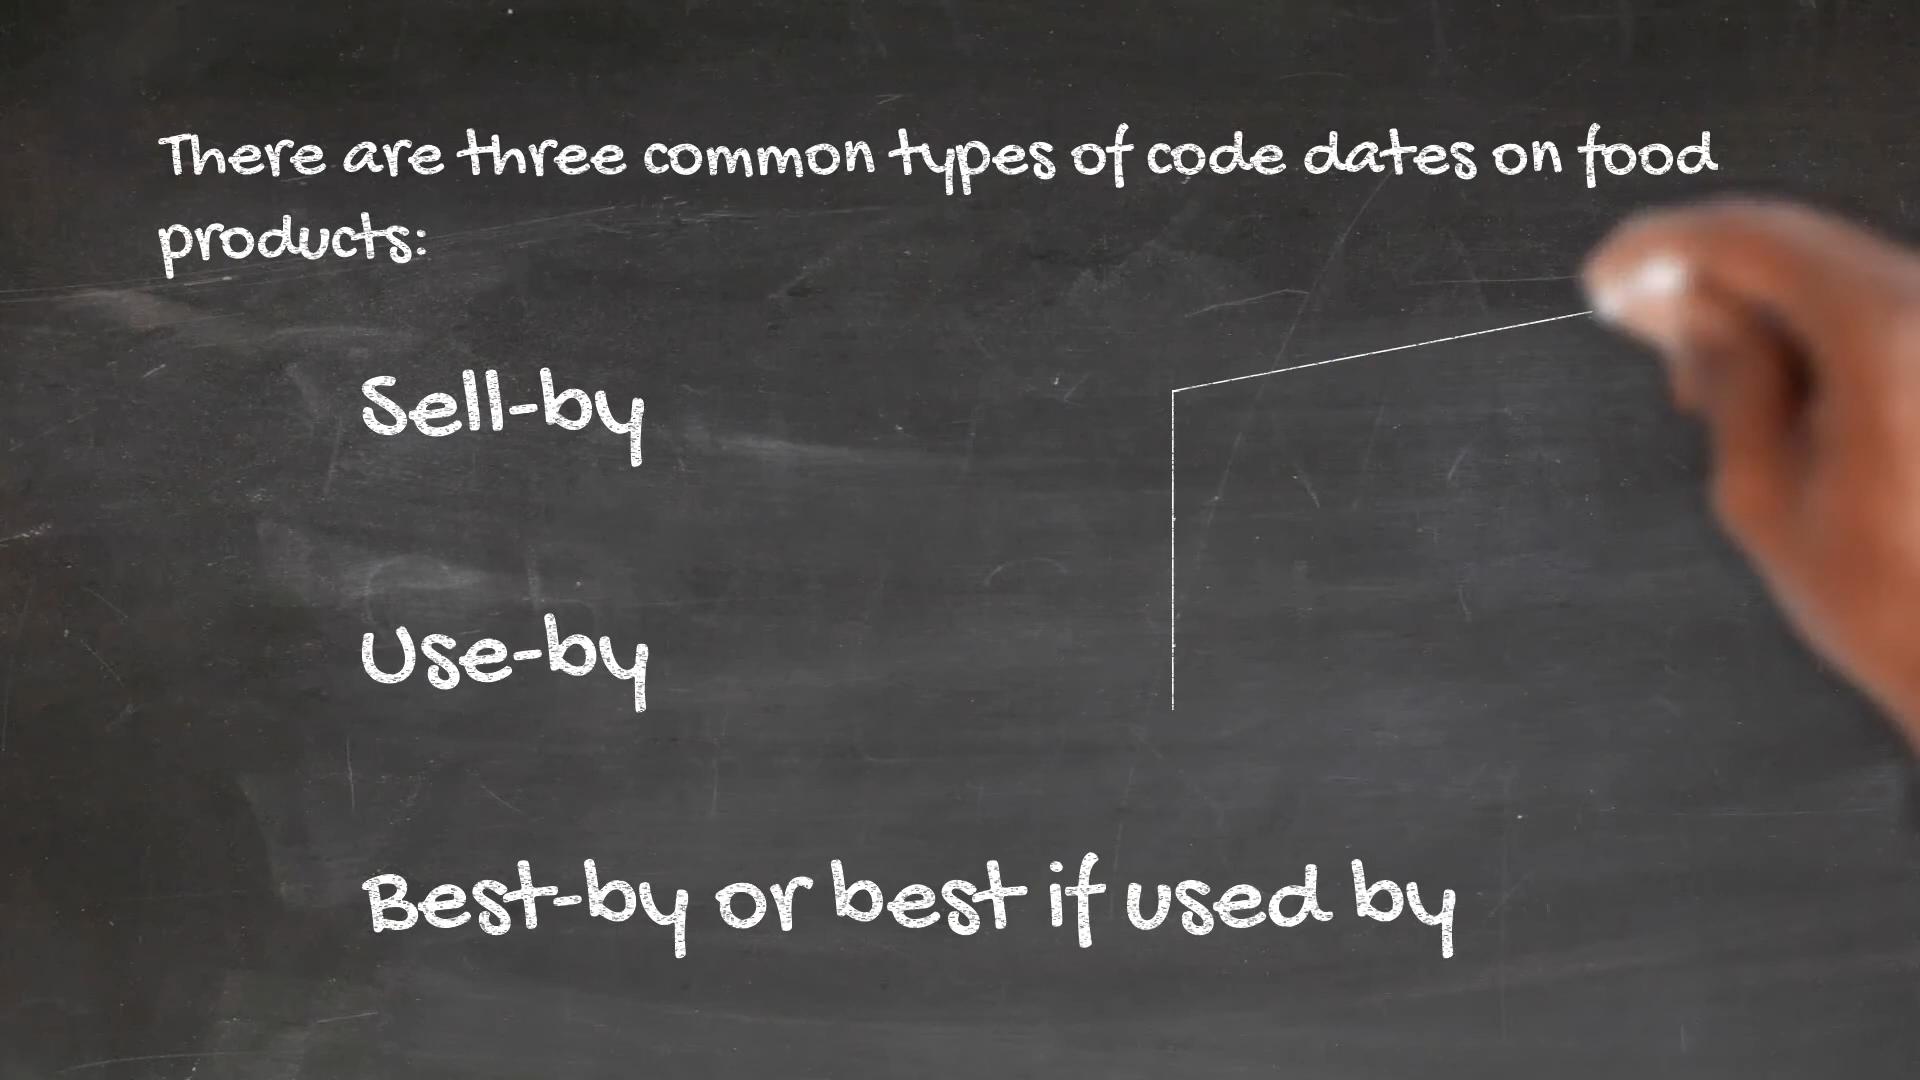 There are three common types of code dates on food
products:
Sell-by
Use-by
Best-by or best if used by